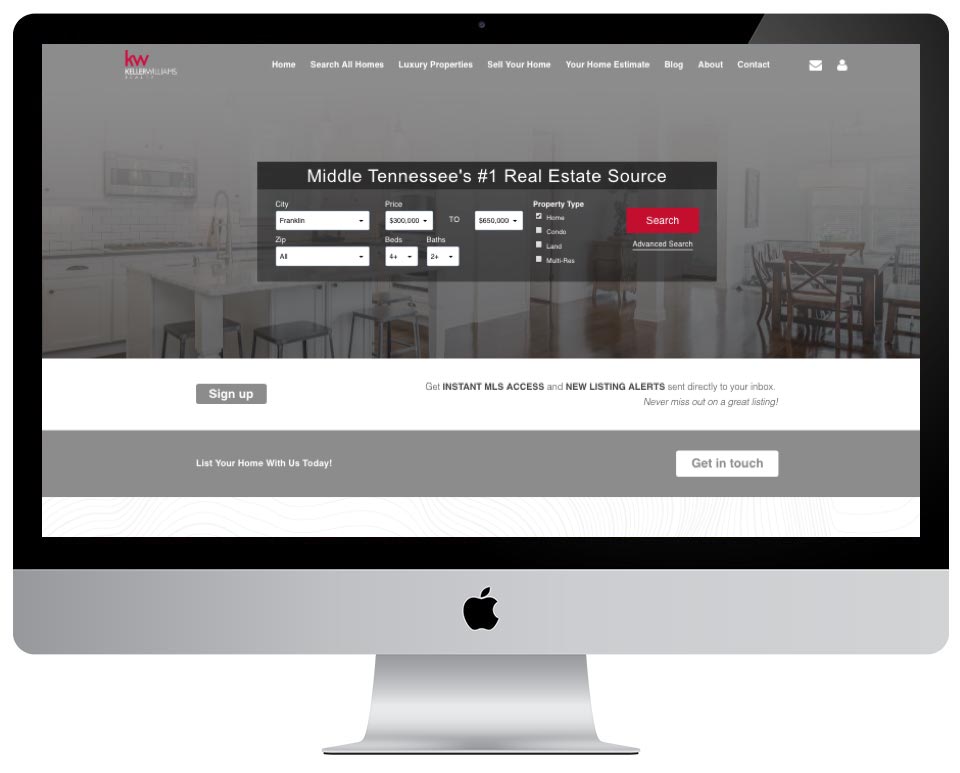 kw
KELLERWILLIAMS
REALTY
Home Search All Homes Luxury Properties Sell Your Home Your Home Estimate Blog About Contact
Middle Tennessee's #1 Real Estate Source
City Price Property Type
Franklin $300,000 TO $650,000 Home
Search
Condo
Zip Beds Baths
Advanced Search
Land
All 4+ 2+
Multi-Res
Sign up
Get INSTANT MLS ACCESS and NEW LISTING ALERTS sent directly to your inbox.
Never miss out on a great listing!
List Your Home With Us Today!
Get in touch